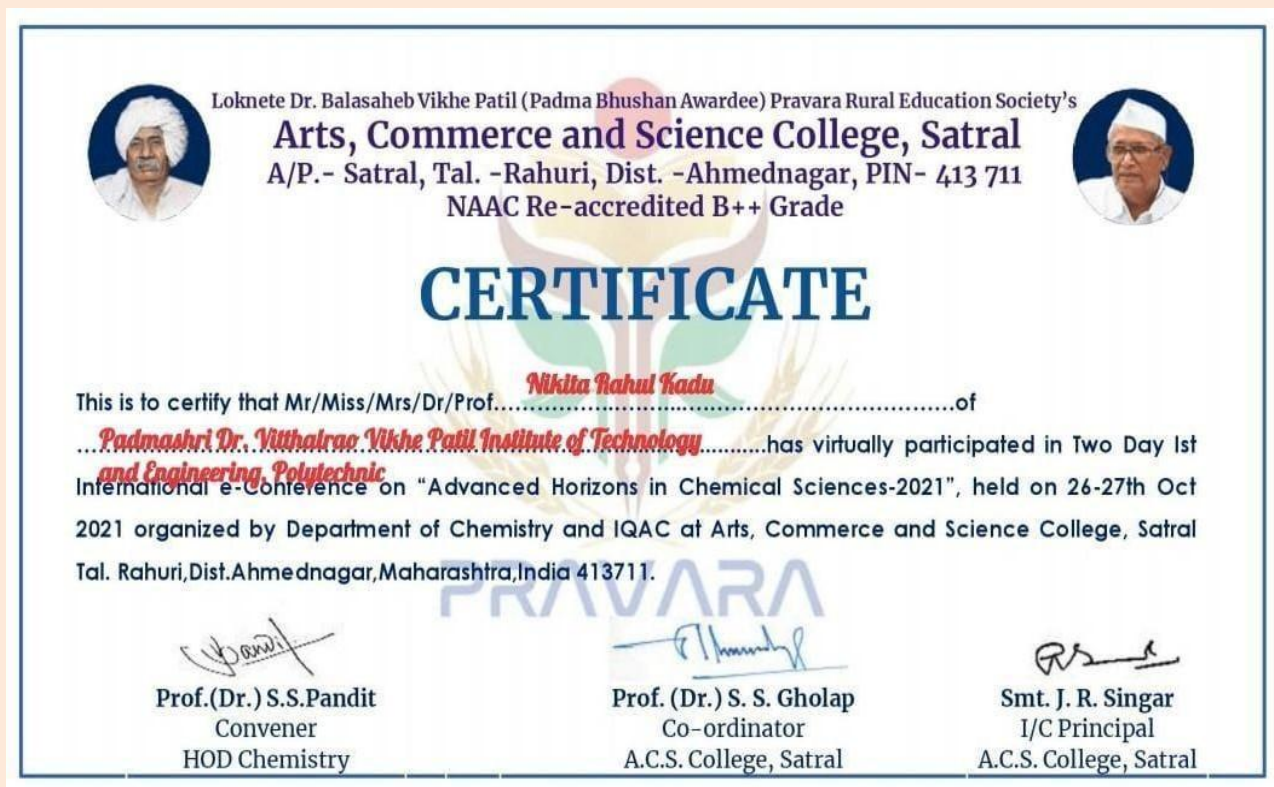 Loknete Dr. Balasaheb Vikhe Patil (Padma Bhushan Awardee) Pravara Rural Education Society's
Arts, Commerce and Science College, Satral
A/P.- Satral, Tal. -Rahuri, Dist. -Ahmednagar, PIN- 413 711
NAAC Re-accredited B++ Grade
CERTIFICATE
Nikita Rahul Kadu
This is to certify that Mr/Miss/Mrs/Dr/Prof..................................................................of
...Padmashri Dr. Vitthalrao Vikhe Patil Institute of Technology..........has virtually participated in Two Day Ist
and Engineering, Polytechnic
International e-Conference on "Advanced Horizons in Chemical Sciences-2021", held on 26-27th Oct
2021 organized by Department of Chemistry and IQAC at Arts, Commerce and Science College, Satral
Tal. Rahuri,Dist.Ahmednagar,Maharashtra,India 413711.
PRAVARA
Prof.(Dr.) S.S.Pandit
Convener
HOD Chemistry
Prof. (Dr.) S. S. Gholap
Co-ordinator
A.C.S. College, Satral
Smt. J. R. Singar
I/C Principal
A.C.S. College, Satral